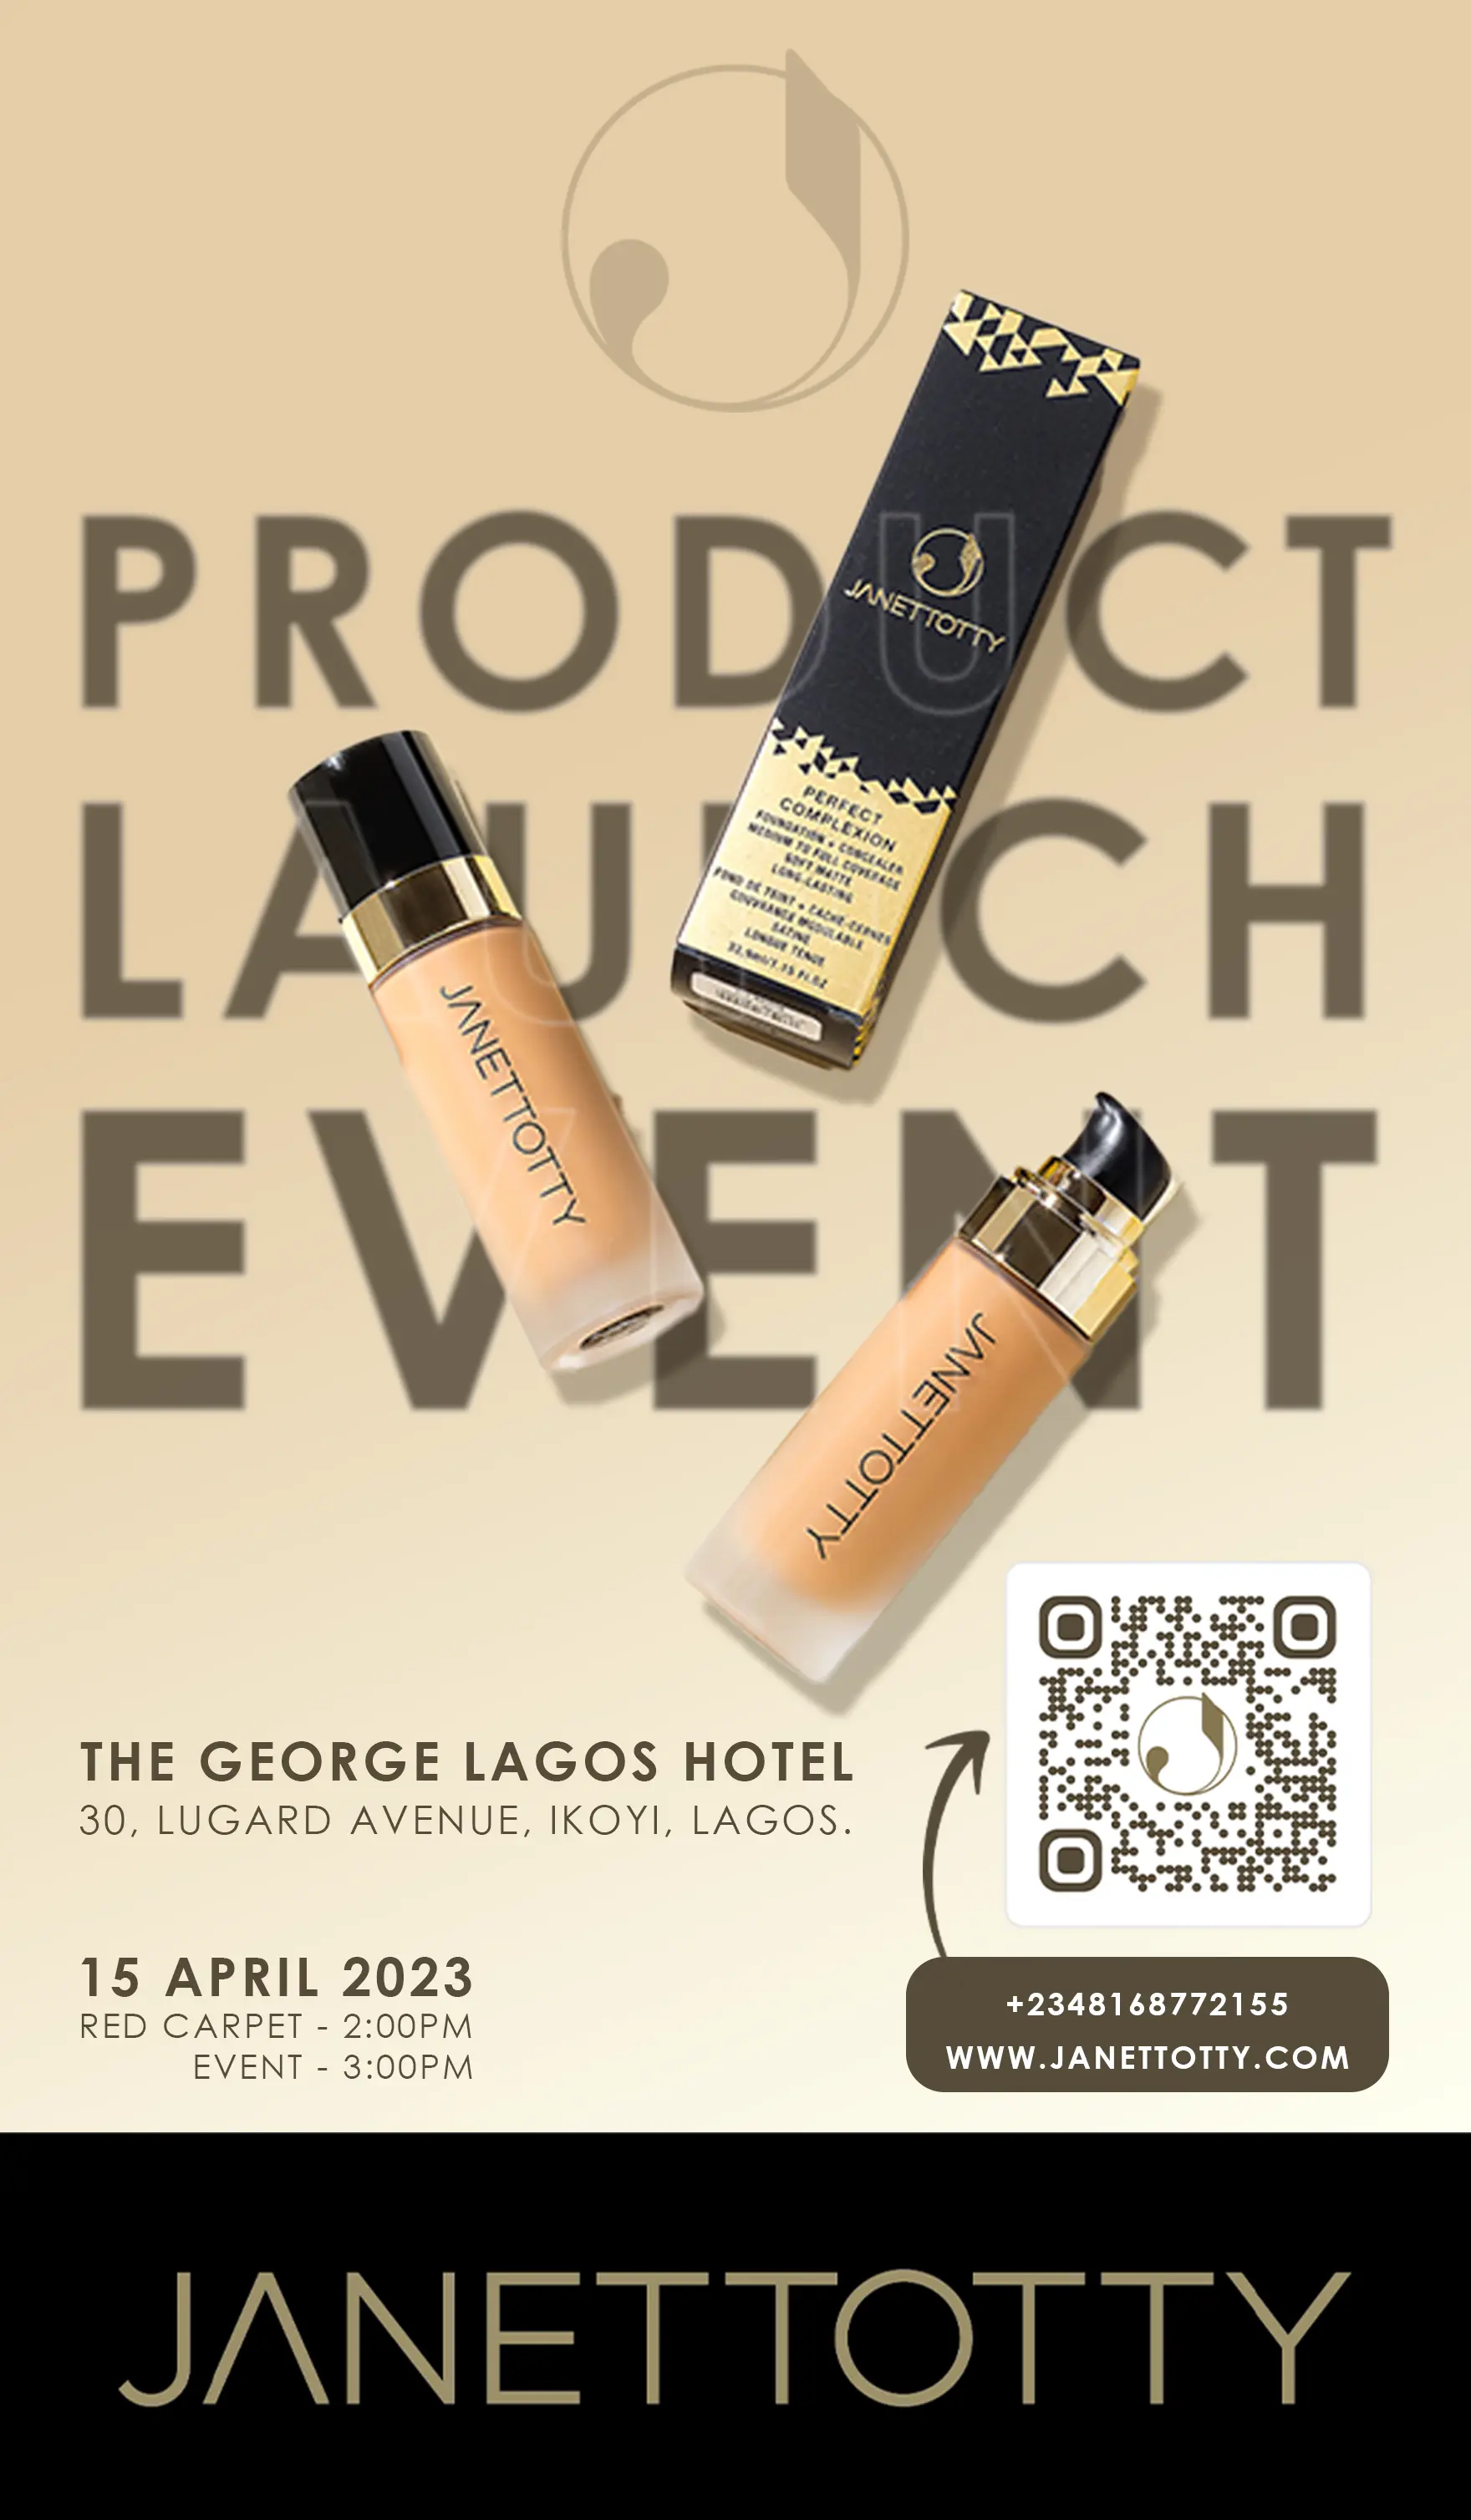 PRODUCT
LAUNCH
EVENT
JANETTOTTY
PERFECT
COMPLEXION
FOUNDATION + CONCEALER
MEDIUM TO FULL COVERAGE
SOFT MATTE
LONG-LASTING
FOND DE TEINT + CACHE-CERNES
COUVRANCE MODULABLE
SATINE
LONGUE TENUE
JANETTOTTY
JANETTOTTY
THE GEORGE LAGOS HOTEL
30, LUGARD AVENUE, IKOYI, LAGOS.
15 APRIL 2023
RED CARPET - 2:00PM
EVENT - 3:00PM
+2348168772155
WWW.JANETTOTTY.COM
JANETTOTTY